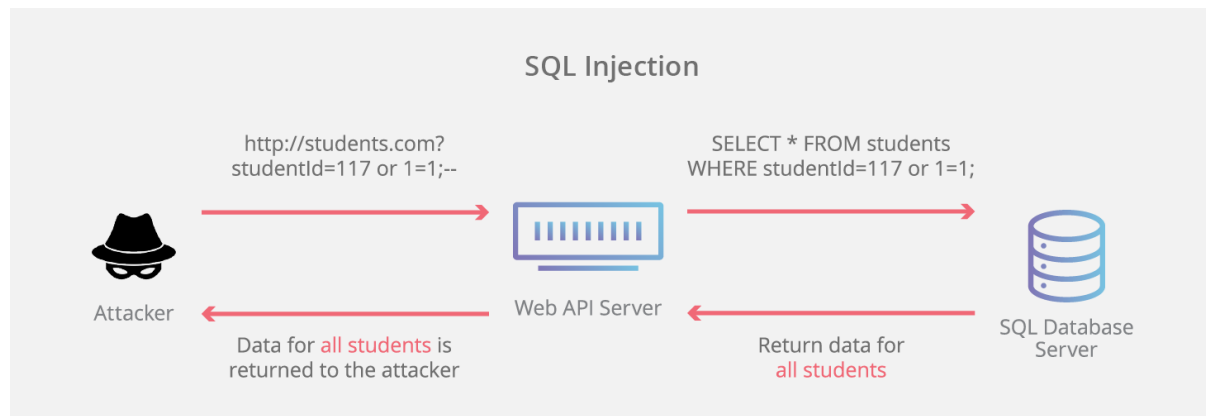 SQL Injection
http://students.com?
studentId=117 or 1=1;--
SELECT * FROM students
WHERE studentId=117 or 1=1;
Attacker
Web API Server
SQL Database
Server
Data for all students is
returned to the attacker
Return data for
all students